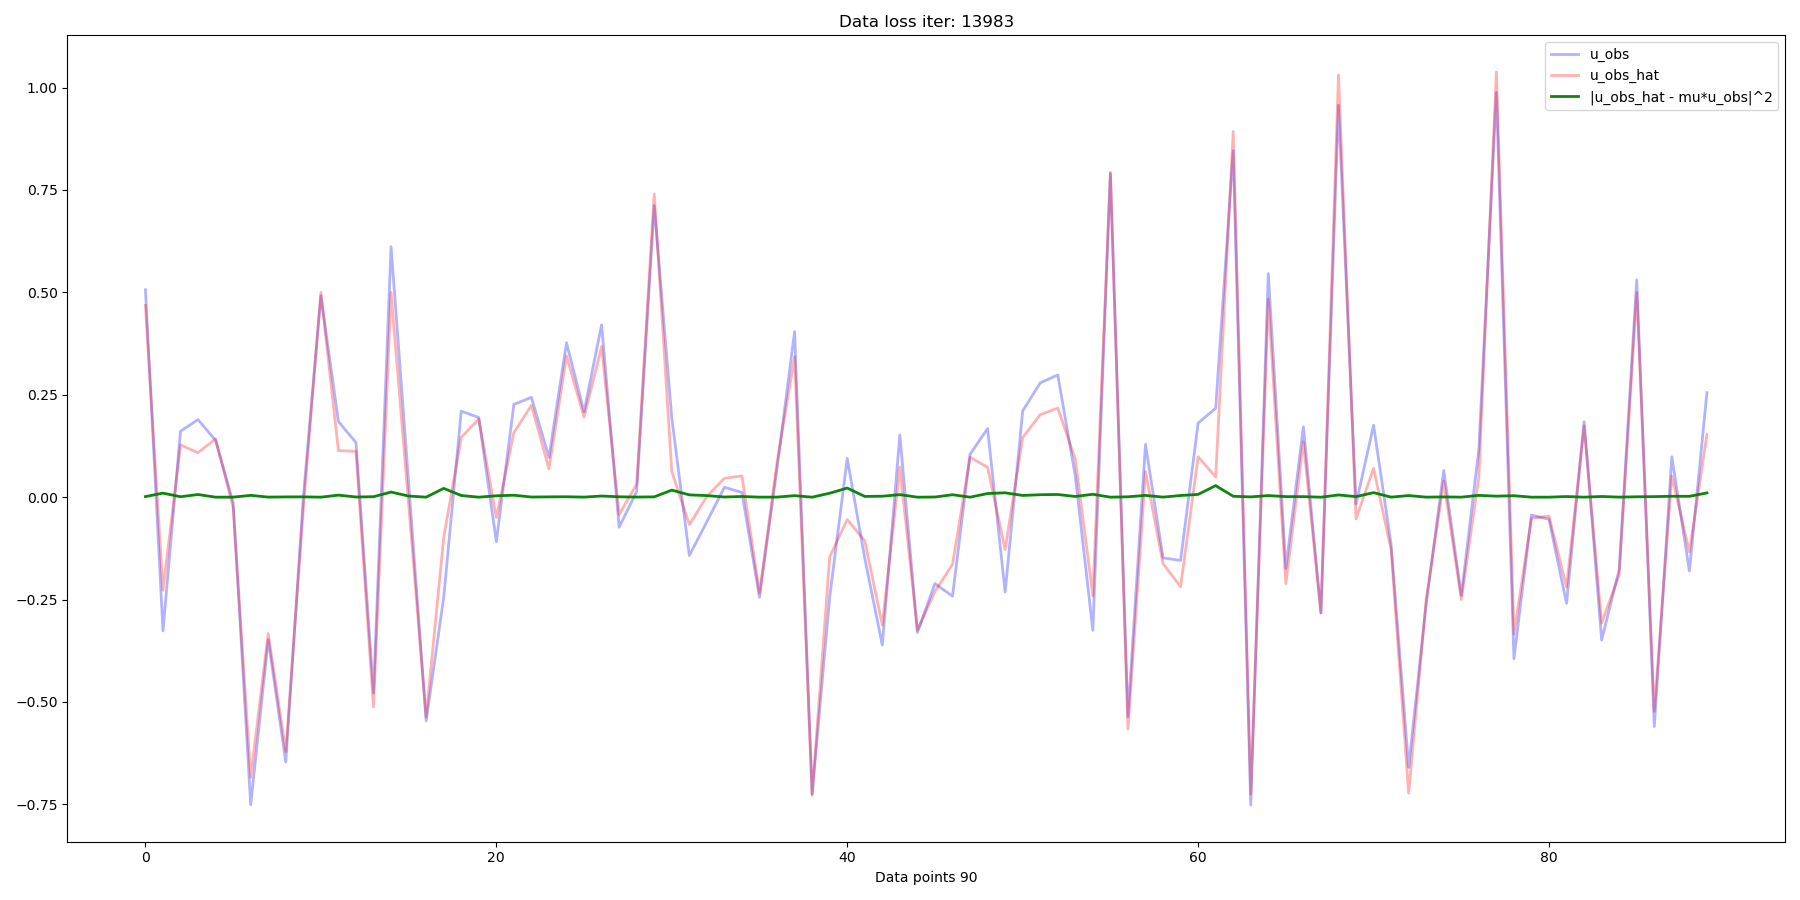 Data loss iter: 13983
u_obs
u_obs_hat
|u_obs_hat - mu*u_obs|^2
1.00
0.75
0.50
0.25
0.00
−0.25
−0.50
−0.75
0 20 40 60 80
Data points 90